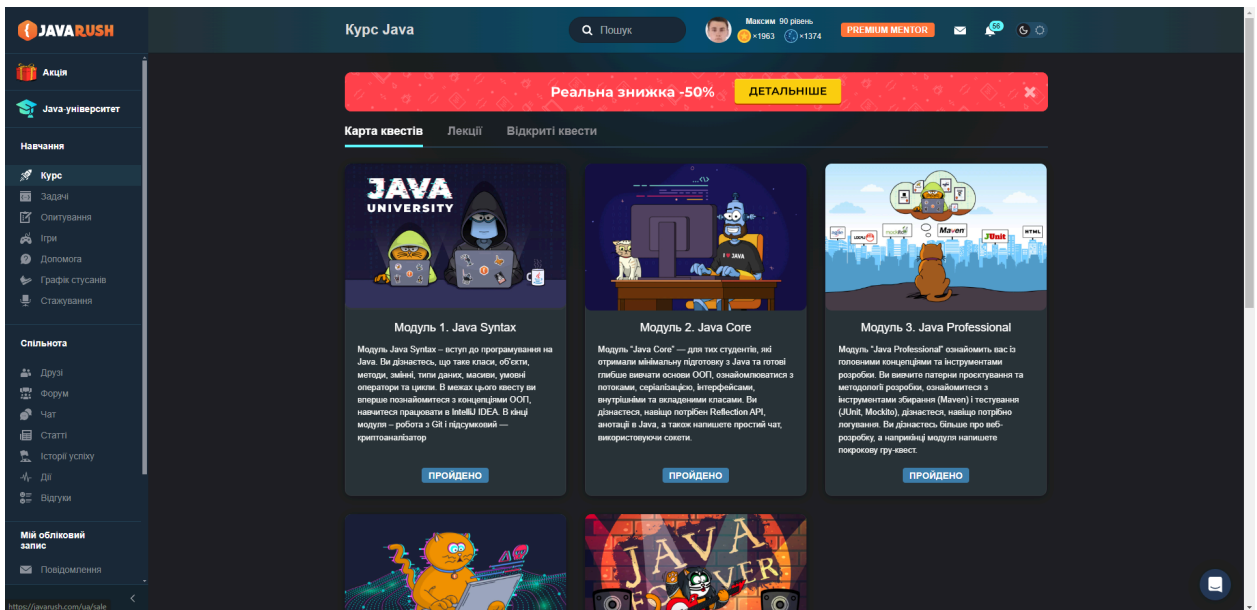 JAVARUSH
Курс Java
Пошук
Максим 90 рівень
×1963 ×1374
PREMIUM MENTOR
56
Акція
Java-університет
Навчання
Курс
Задачі
Опитування
Ігри
Допомога
Графік стусанів
Стажування
Спільнота
Друзі
Форум
Чат
Статті
Історії успіху
Дії
Відгуки
Мій обліковий
запис
Повідомлення
https://javarush.com/ua/sale
Реальна знижка -50%
ДЕТАЛЬНІШЕ
Карта квестів Лекції Відкриті квести
JAVA
UNIVERSITY
Модуль 1. Java Syntax
Модуль Java Syntax – вступ до програмування на
Java. Ви дізнаєтесь, що таке класи, об'єкти,
методи, змінні, типи даних, масиви, умовні
оператори та цикли. В межах цього квесту ви
вперше познайомитеся з концепціями ООП,
навчитеся працювати в IntelliJ IDEA. В кінці
модуля – робота з Git і підсумковий —
криптоаналізатор
ПРОЙДЕНО
I JAVA
Модуль 2. Java Core
Модуль "Java Core" — для тих студентів, які
отримали мінімальну підготовку з Java та готові
глибше вивчати основи ООП, ознайомлюватися з
потоками, серіалізацією, інтерфейсами,
внутрішніми та вкладеними класами. Ви
дізнаєтеся, навіщо потрібен Reflection API,
анотації в Java, а також напишете простий чат,
використовуючи сокети.
ПРОЙДЕНО
Maven
JUnit
HTML
Модуль 3. Java Professional
Модуль "Java Professional" ознайомить вас із
головними концепціями та інструментами
розробки. Ви вивчите патерни проєктування та
методології розробки, ознайомитеся з
інструментами збирання (Maven) і тестування
(JUnit, Mockito), дізнаєтеся, навіщо потрібно
логування. Ви дізнаєтесь більше про веб-
розробку, а наприкінці модуля напишете
покрокову гру-квест.
ПРОЙДЕНО
JAVA